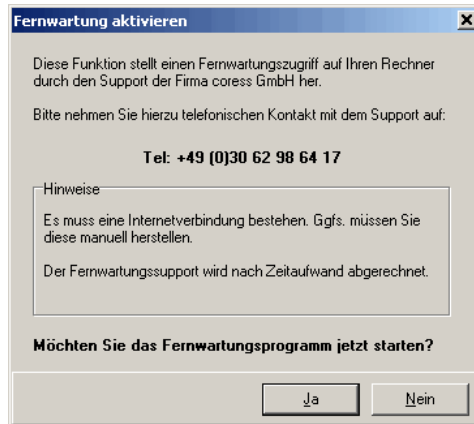 Fernwartung aktivieren
Diese Funktion stellt einen Fernwartungszugriff auf Ihren Rechner
durch den Support der Firma coress GmbH her.
Bitte nehmen Sie hierzu telefonischen Kontakt mit dem Support auf:
Tel: +49 (0)30 62 98 64 17
Hinweise
Es muss eine Internetverbindung bestehen. Ggfs. müssen Sie
diese manuell herstellen.
Der Fernwartungssupport wird nach Zeitaufwand abgerechnet.
Möchten Sie das Fernwartungsprogramm jetzt starten?
Ja
Nein